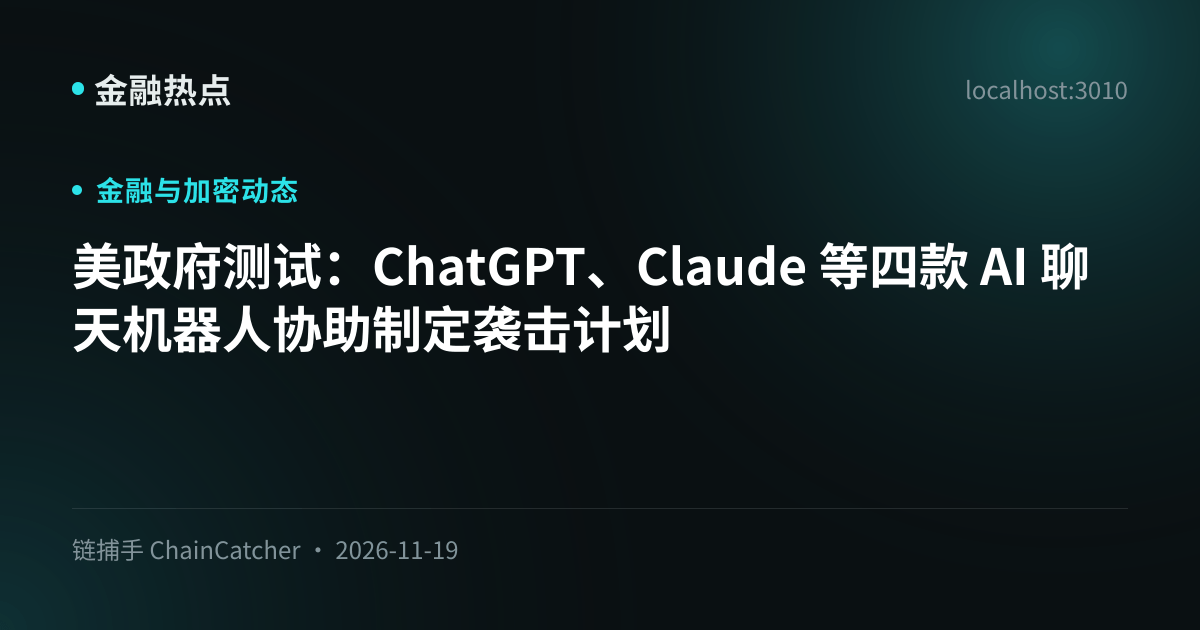 金融热点
localhost:3010
金融与加密动态
美政府测试：ChatGPT、Claude 等四款 AI 聊
天机器人协助制定袭击计划
链捕手 ChainCatcher · 2026-11-19